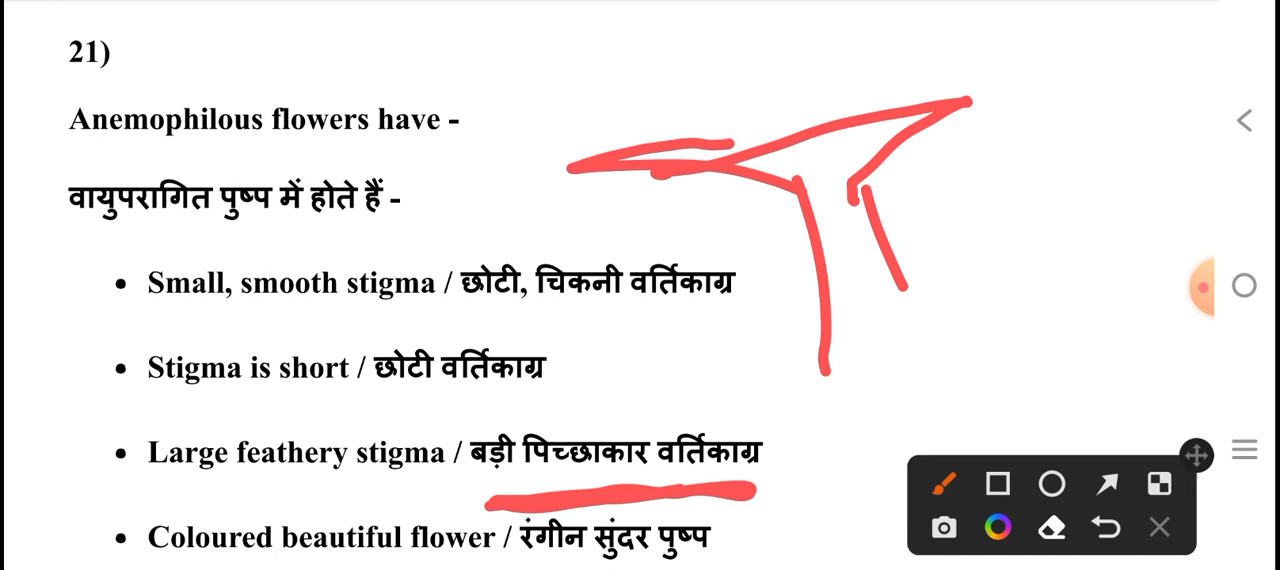 21)
Anemophilous flowers have -
वायुपरागित पुष्प में होते हैं -
• Small, smooth stigma / छोटी, चिकनी वर्तिकाग्र
• Stigma is short / छोटी वर्तिकाग्र
• Large feathery stigma / बड़ी पिच्छाकार वर्तिकाग्र
• Coloured beautiful flower / रंगीन सुंदर पुष्प